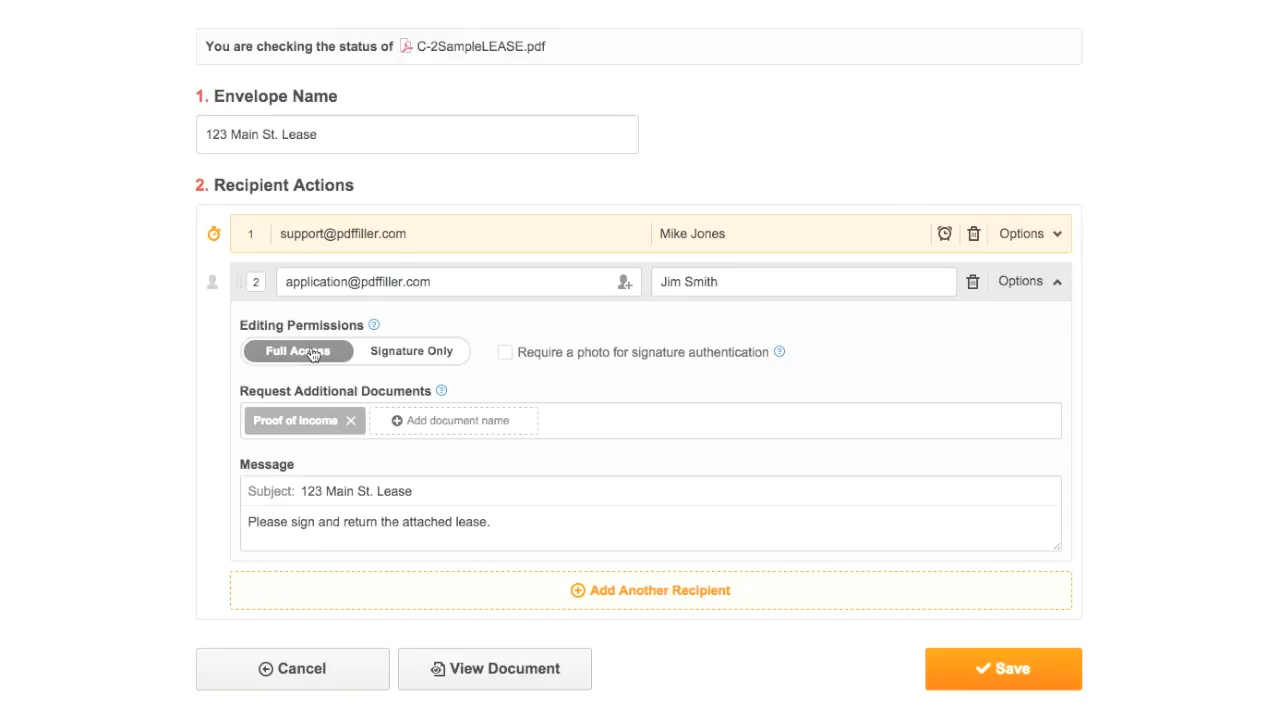 You are checking the status of C-2SampleLEASE.pdf
1. Envelope Name
123 Main St. Lease
2. Recipient Actions
1 support@pdffiller.com Mike Jones Options
2 application@pdffiller.com Jim Smith Options
Editing Permissions ?
Full Access Signature Only Require a photo for signature authentication ?
Request Additional Documents ?
Proof of Income Add document name
Message
Subject: 123 Main St. Lease
Please sign and return the attached lease.
Add Another Recipient
Cancel View Document Save